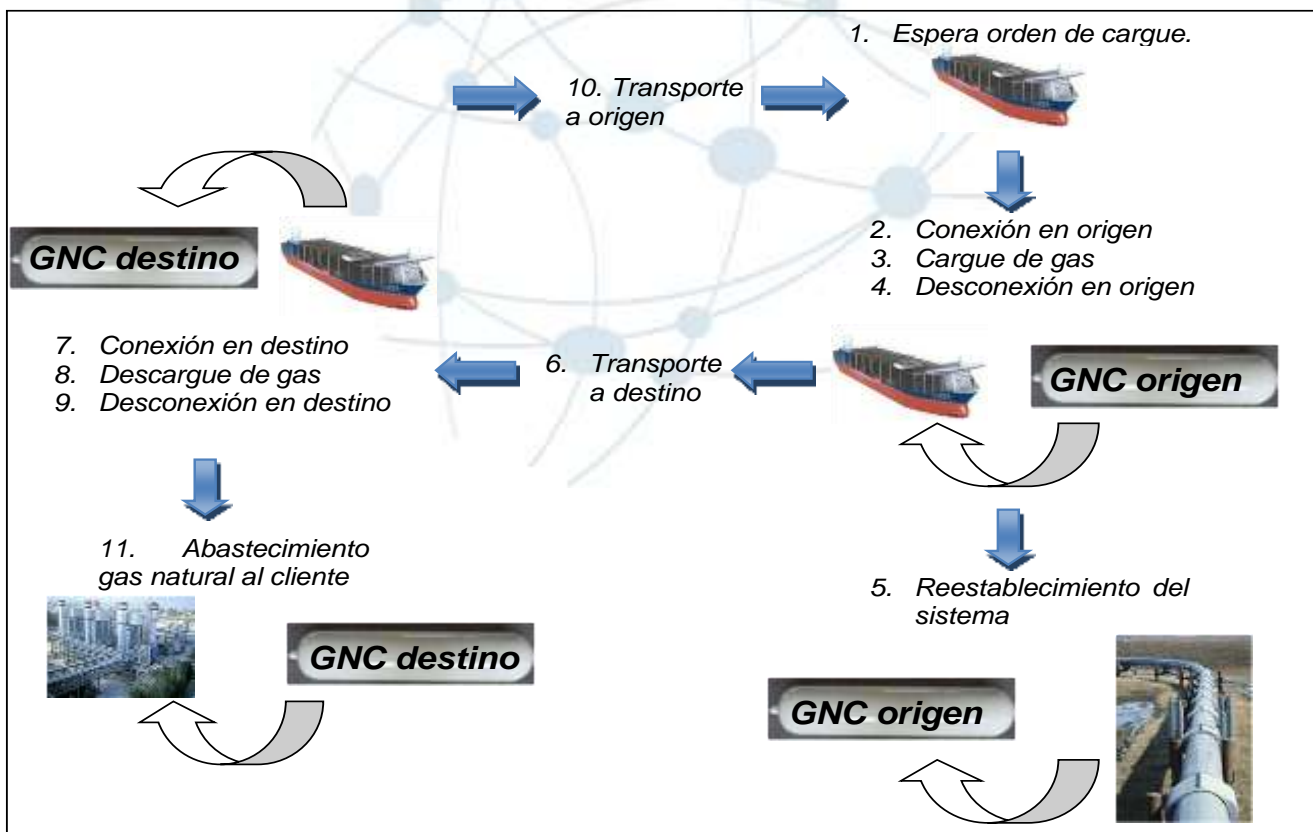 1. Espera orden de cargue.
10. Transporte
a origen
GNC destino
2. Conexión en origen
3. Cargue de gas
4. Desconexión en origen
7. Conexión en destino
8. Descargue de gas
9. Desconexión en destino
6. Transporte
a destino
GNC origen
11. Abastecimiento
gas natural al cliente
GNC destino
5. Reestablecimiento del
sistema
GNC origen